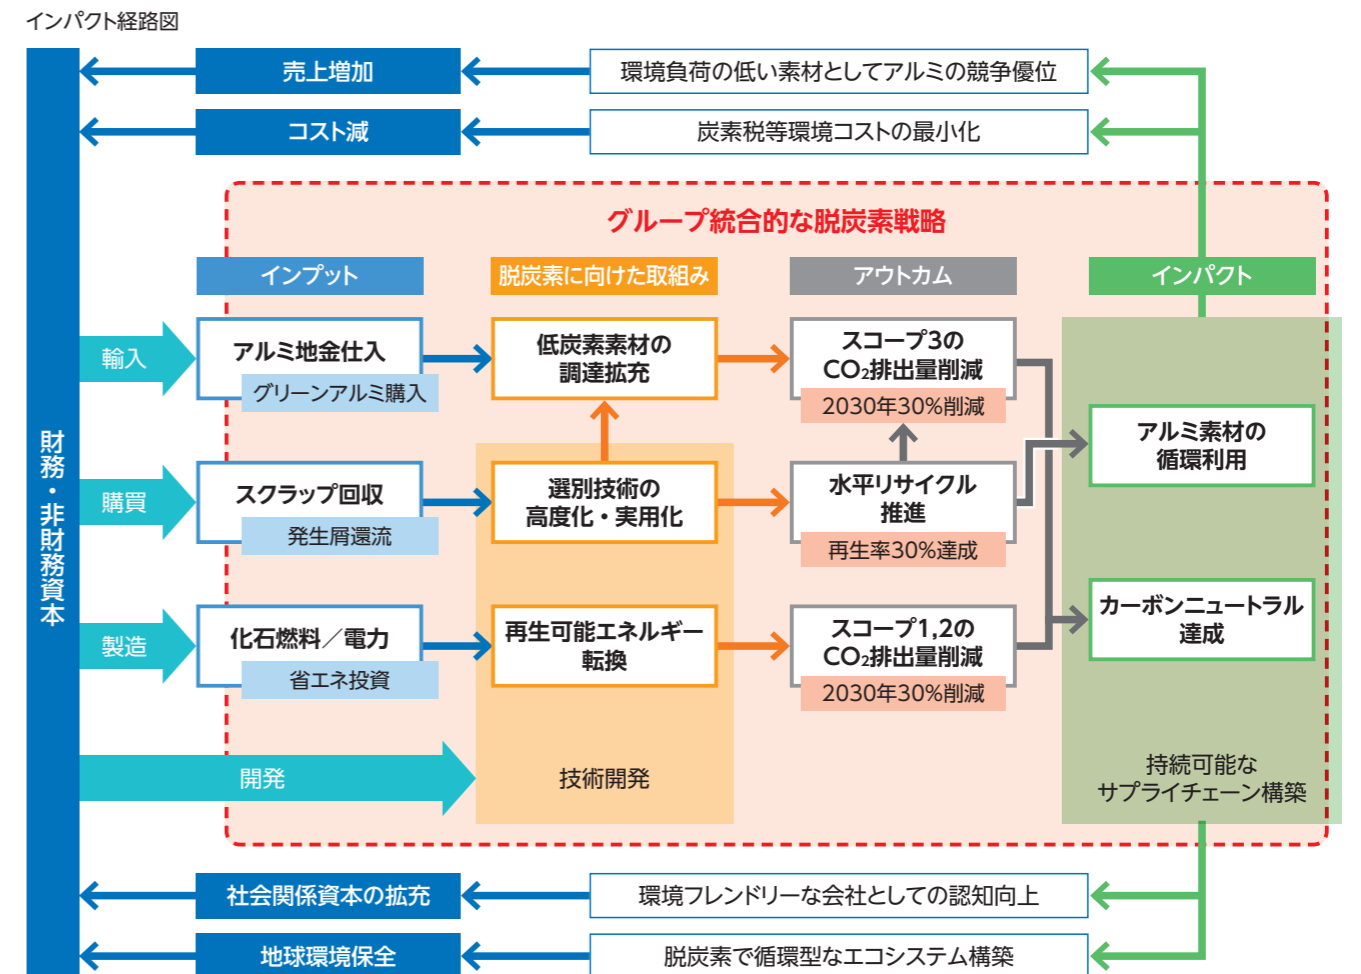 インパクト経路図
売上増加
環境負荷の低い素材としてアルミの競争優位
コスト減
炭素税等環境コストの最小化
グループ統合的な脱炭素戦略
インプット
脱炭素に向けた取組み
アウトカム
インパクト
財務・非財務資本
輸入
アルミ地金仕入
グリーンアルミ購入
低炭素素材の
調達拡充
スコープ3の
CO₂排出量削減
2030年30%削減
購買
スクラップ回収
発生屑還流
選別技術の
高度化・実用化
水平リサイクル
推進
再生率30%達成
アルミ素材の
循環利用
製造
化石燃料／電力
省エネ投資
再生可能エネルギー
転換
スコープ1,2の
CO₂排出量削減
2030年30%削減
カーボンニュートラル
達成
開発
技術開発
持続可能な
サプライチェーン構築
社会関係資本の拡充
環境フレンドリーな会社としての認知向上
地球環境保全
脱炭素で循環型なエコシステム構築